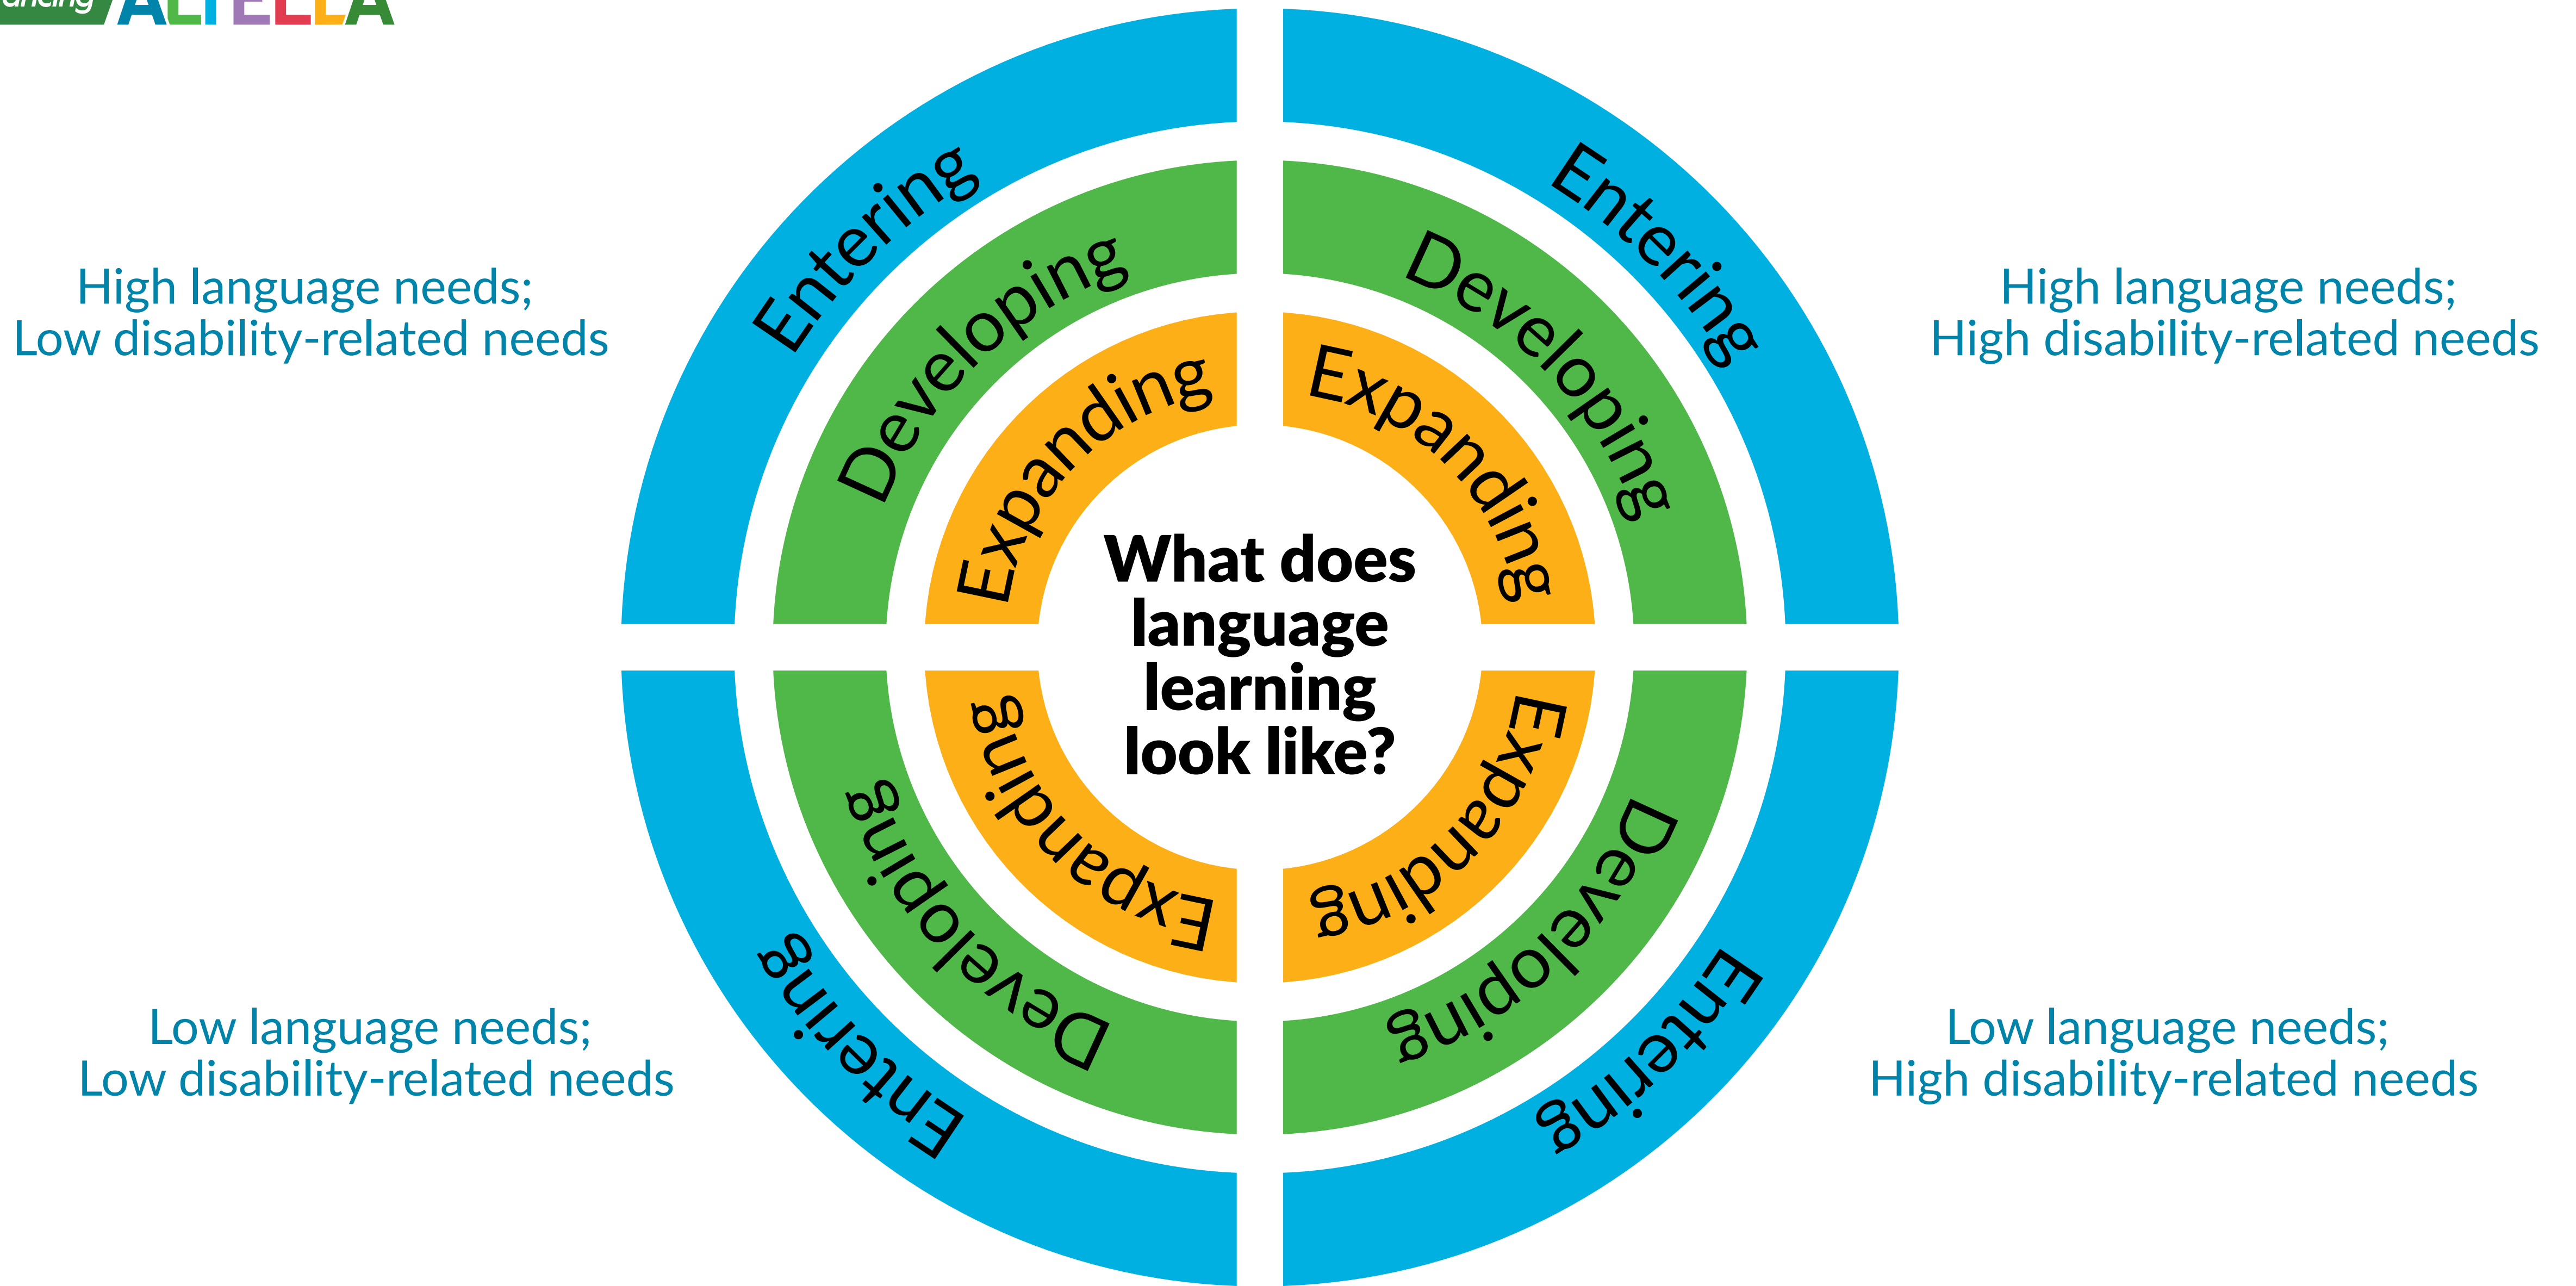 ALTELLA
Entering
Developing
Expanding
Entering
Developing
Expanding
High language needs;
Low disability-related needs
High language needs;
High disability-related needs
What does
language
learning
look like?
Expanding
Developing
Entering
Expanding
Developing
Entering
Low language needs;
Low disability-related needs
Low language needs;
High disability-related needs